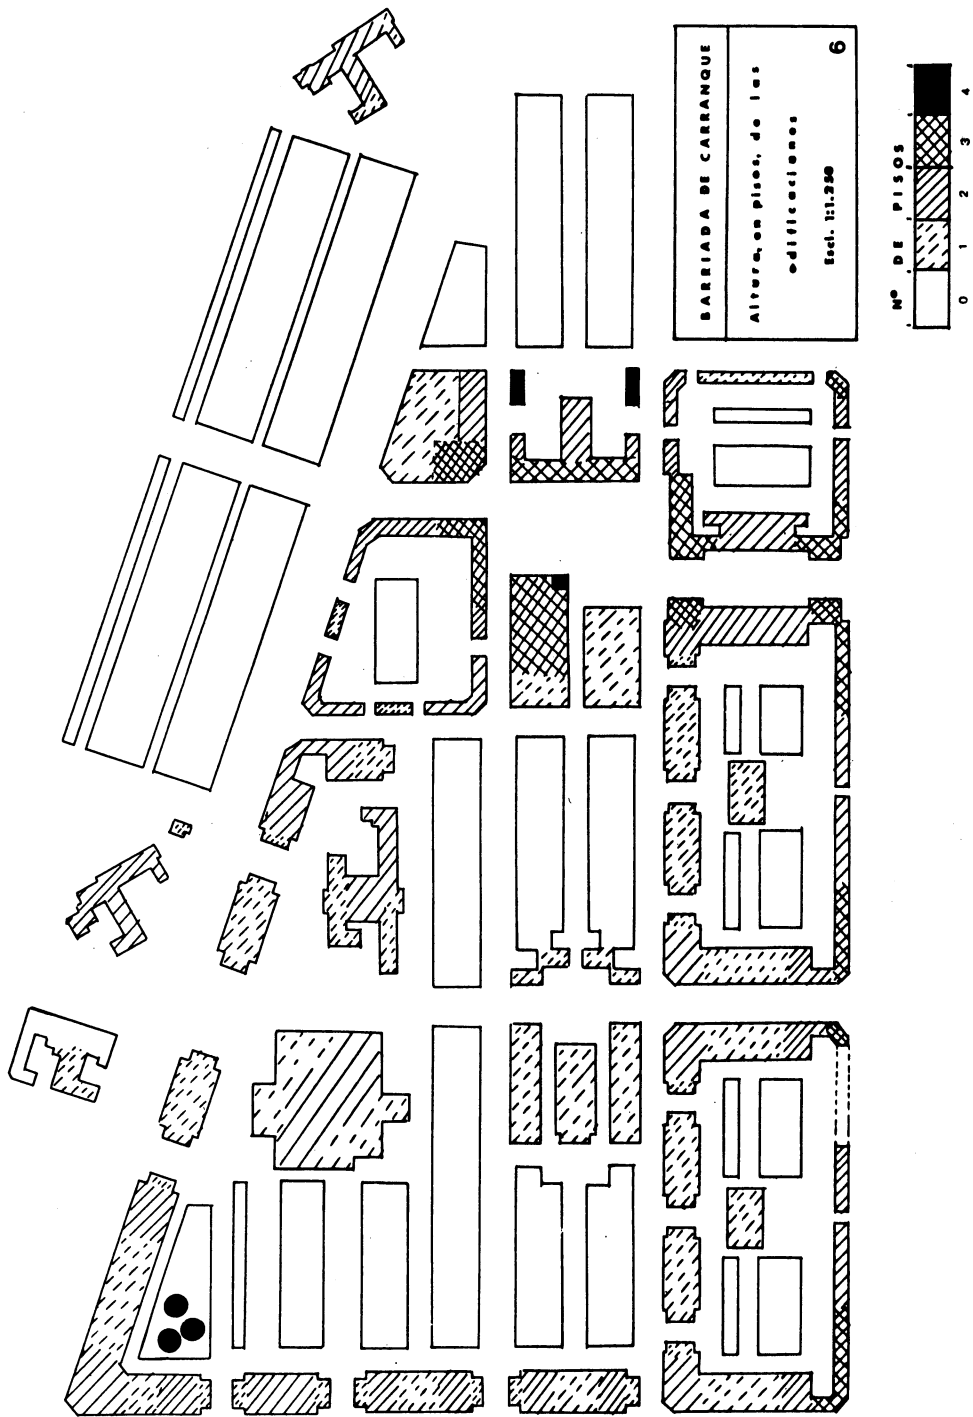 BARRIADA DE CARRANQUE
Altura, en pisos, de las
edificaciones
Escl. 1:1.250
6
Nº DE PISOS
0 1 2 3 4